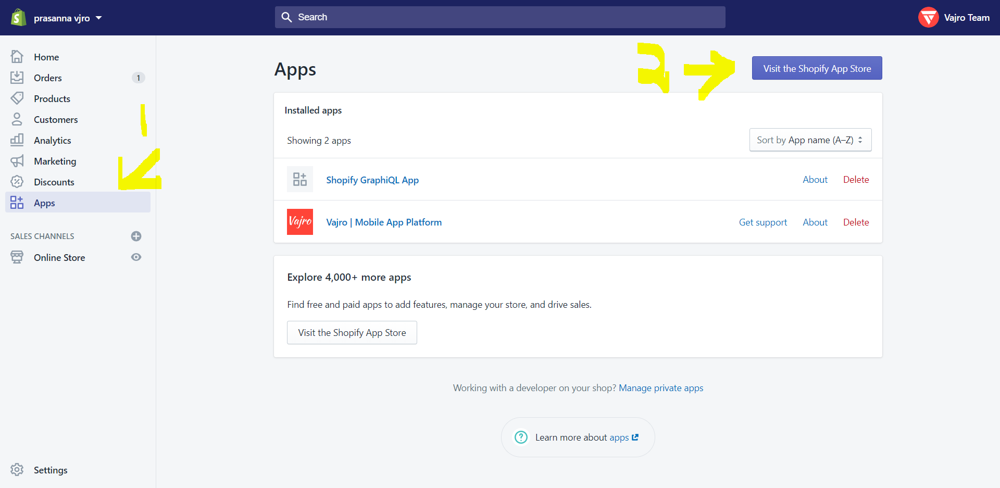 prasanna vjro
Search
Vajro Team
Home
Orders 1
Products
Customers
Analytics
Marketing
Discounts
Apps
SALES CHANNELS
Online Store
Settings
1
2
Apps
Visit the Shopify App Store
Installed apps
Showing 2 apps
Sort by App name (A–Z)
Shopify GraphiQL App
About Delete
Vajro
Vajro | Mobile App Platform
Get support About Delete
Explore 4,000+ more apps
Find free and paid apps to add features, manage your store, and drive sales.
Visit the Shopify App Store
Working with a developer on your shop? Manage private apps
Learn more about apps